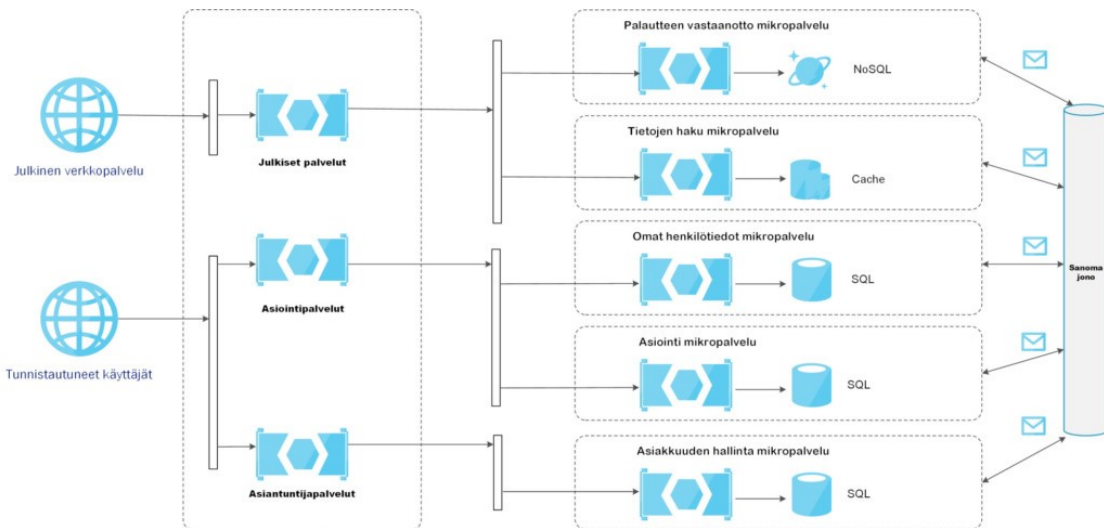 Palautteen vastaanotto mikropalvelu
NoSQL
Julkinen verkkopalvelu
Julkiset palvelut
Tietojen haku mikropalvelu
Cache
Omat henkilötiedot mikropalvelu
SQL
Sanoma
jono
Asiointipalvelut
Tunnistautuneet käyttäjät
Asiointi mikropalvelu
SQL
Asiantuntijapalvelut
Asiakkuuden hallinta mikropalvelu
SQL